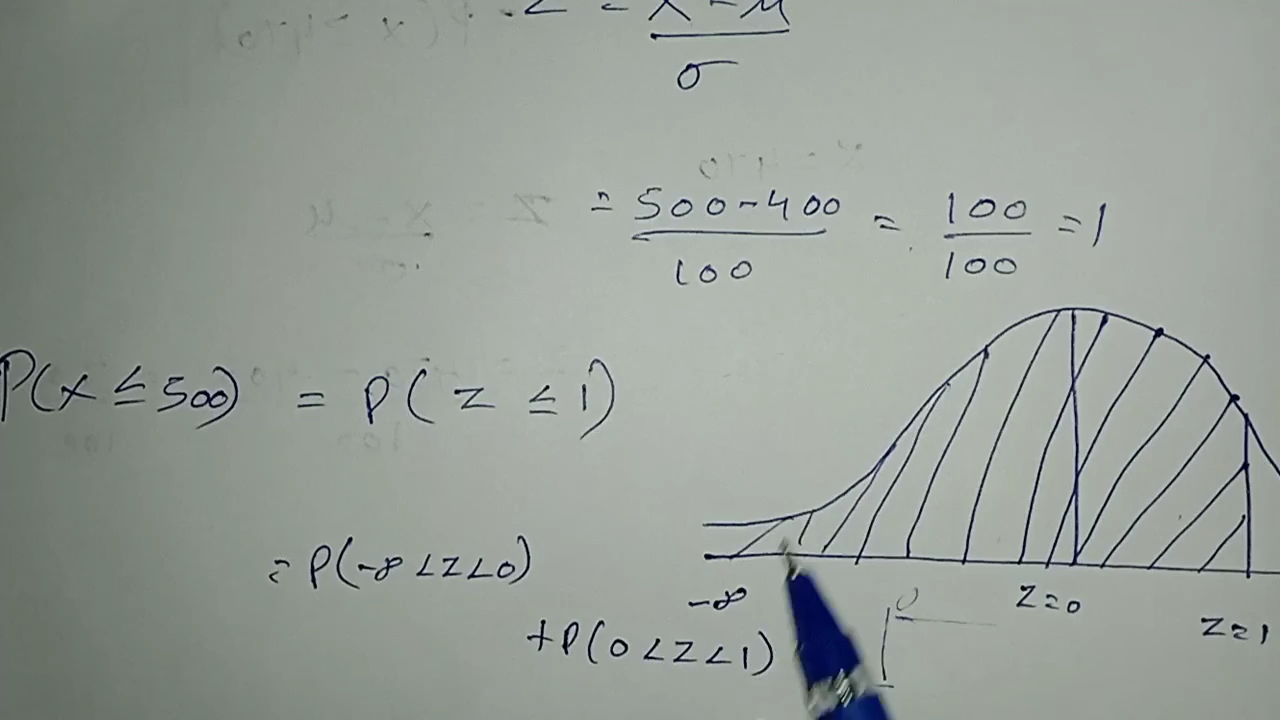 Z = x - μ / σ
= 500-400 / 100 = 100 / 100 = 1
P(x ≤ 500) = P( z ≤ 1)
= P(-∞ < Z < 0)
+ P(0 < Z < 1)
-∞ Z=0 Z=1